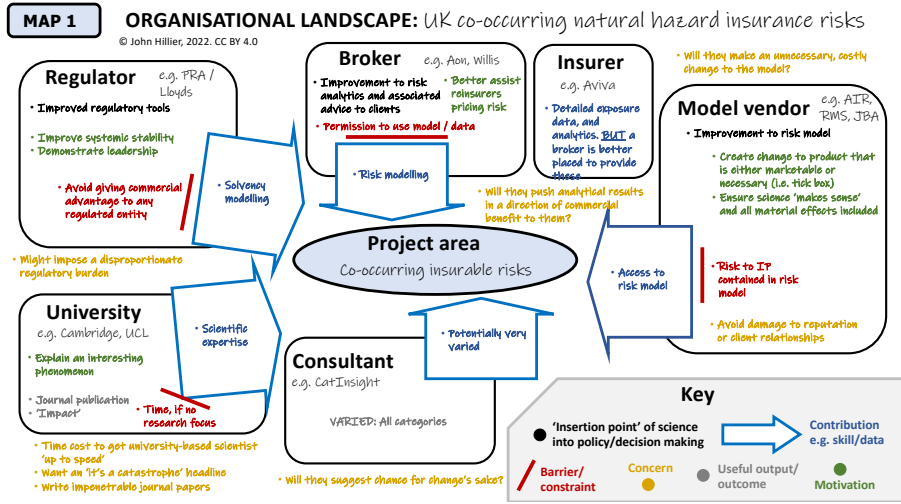 MAP 1
ORGANISATIONAL LANDSCAPE: UK co-occurring natural hazard insurance risks
© John Hillier, 2022. CC BY 4.0
Regulator
e.g. PRA /
Lloyds
• Improved regulatory tools
• Improve systemic stability
• Demonstrate leadership
• Avoid giving commercial
advantage to any
regulated entity
• Solvency
modelling
• Might impose a disproportionate
regulatory burden
Broker
e.g. Aon, Willis
• Improvement to risk
analytics and associated
advice to clients
• Better assist
reinsurers
pricing risk
• Permission to use model / data
• Risk modelling
• Will they push analytical results
in a direction of commercial
benefit to them?
Insurer
e.g. Aviva
• Detailed exposure
data, and
analytics. BUT a
broker is better
placed to provide
these
• Will they make an unnecessary, costly
change to the model?
Model vendor
e.g. AIR,
RMS, JBA
• Improvement to risk model
• Create change to product that
is either marketable or
necessary (i.e. tick box)
• Ensure science 'makes sense'
and all material effects included
• Access to
risk model
• Risk to IP
contained in risk
model
• Avoid damage to reputation
or client relationships
Project area
Co-occurring insurable risks
University
e.g. Cambridge, UCL
• Explain an interesting
phenomenon
• Journal publication
• 'Impact'
• Scientific
expertise
• Time, if no
research focus
• Time cost to get university-based scientist
'up to speed'
• Want an 'it's a catastrophe' headline
• Write impenetrable journal papers
Consultant
e.g. CatInsight
VARIED: All categories
• Potentially very
varied
• Will they suggest chance for change's sake?
Key
'Insertion point' of science
into policy/decision making
Contribution
e.g. skill/data
Barrier/
constraint
Concern
Useful output/
outcome
Motivation